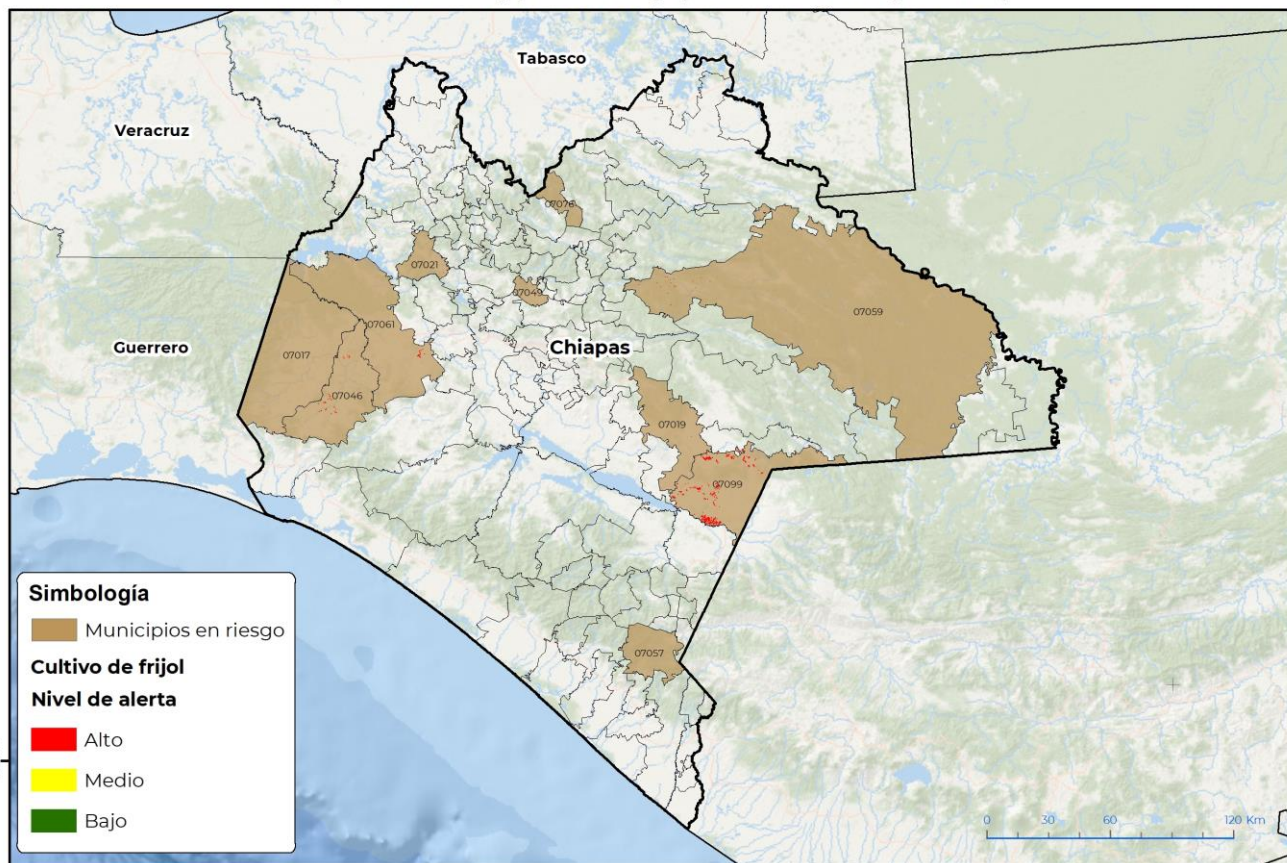 Tabasco
Veracruz
07076
07021
07049
07059
07061
Guerrero
Chiapas
07017
07046
07019
07099
07057
Simbología
Municipios en riesgo
Cultivo de frijol
Nivel de alerta
Alto
Medio
Bajo
0 30 60 90 120 Km